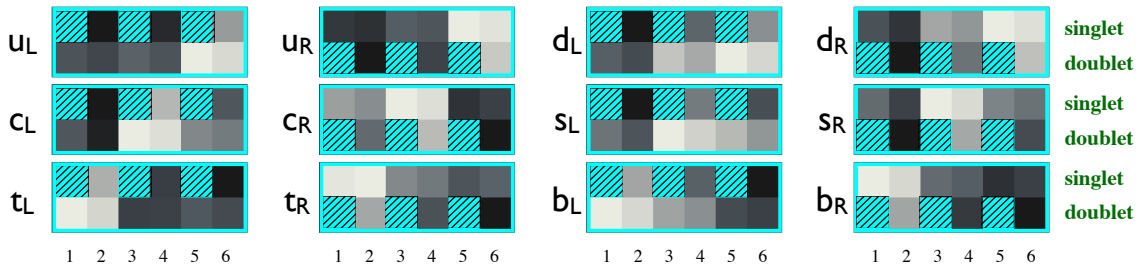 uL uR dL dR singlet
doublet
cL cR sL sR singlet
doublet
tL tR bL bR singlet
doublet
1 2 3 4 5 6 1 2 3 4 5 6 1 2 3 4 5 6 1 2 3 4 5 6